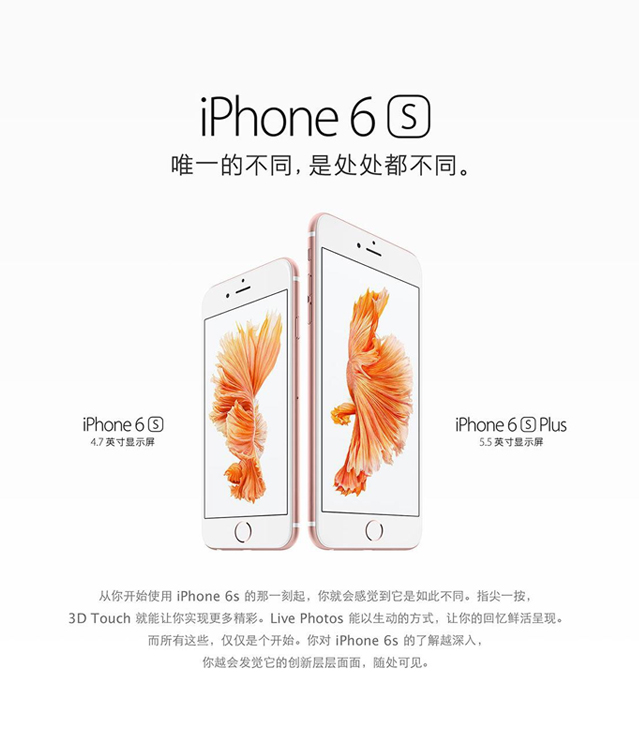 iPhone 6 S
唯一的不同，是处处都不同。
iPhone 6 S
4.7 英寸显示屏
iPhone 6 S Plus
5.5 英寸显示屏
从你开始使用 iPhone 6s 的那一刻起，你就会感觉到它是如此不同。指尖一按，
3D Touch 就能让你实现更多精彩。Live Photos 能以生动的方式，让你的回忆鲜活呈现。
而所有这些，仅仅是个开始。你对 iPhone 6s 的了解越深入，
你越会发觉它的创新层层面面，随处可见。